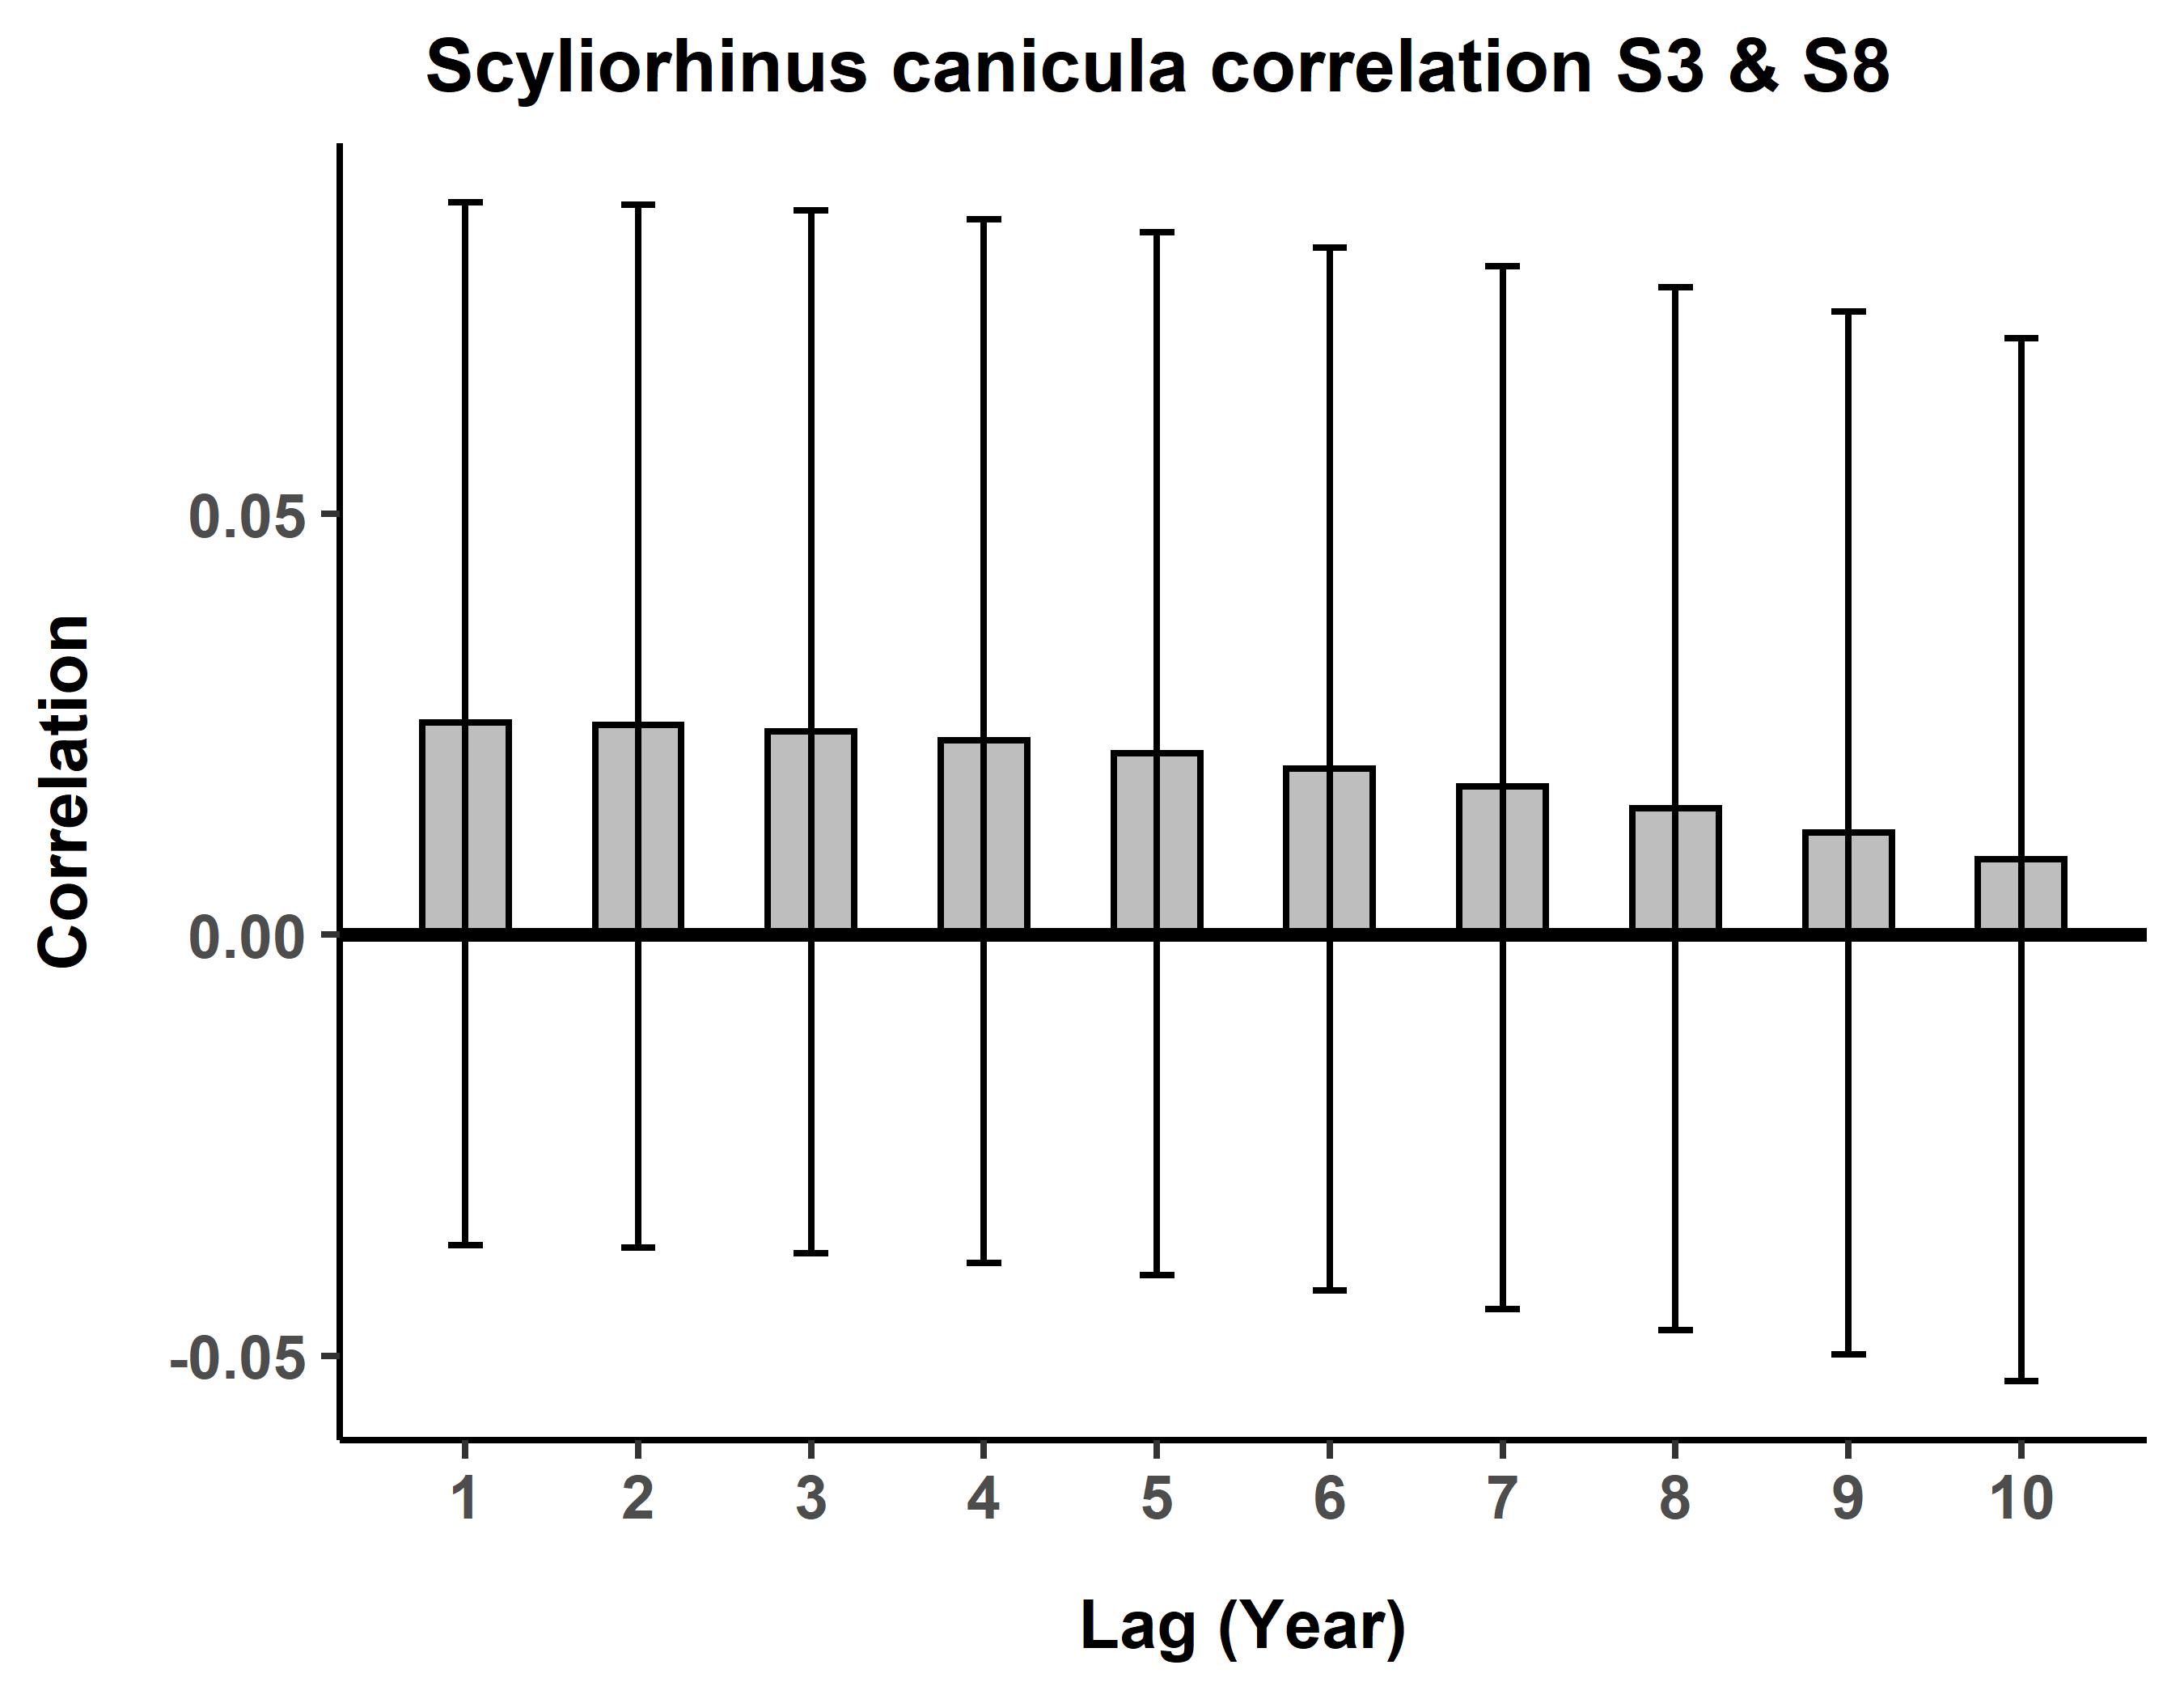 Scyliorhinus canicula correlation S3 & S8
Correlation
0.05
0.00
-0.05
1 2 3 4 5 6 7 8 9 10
Lag (Year)